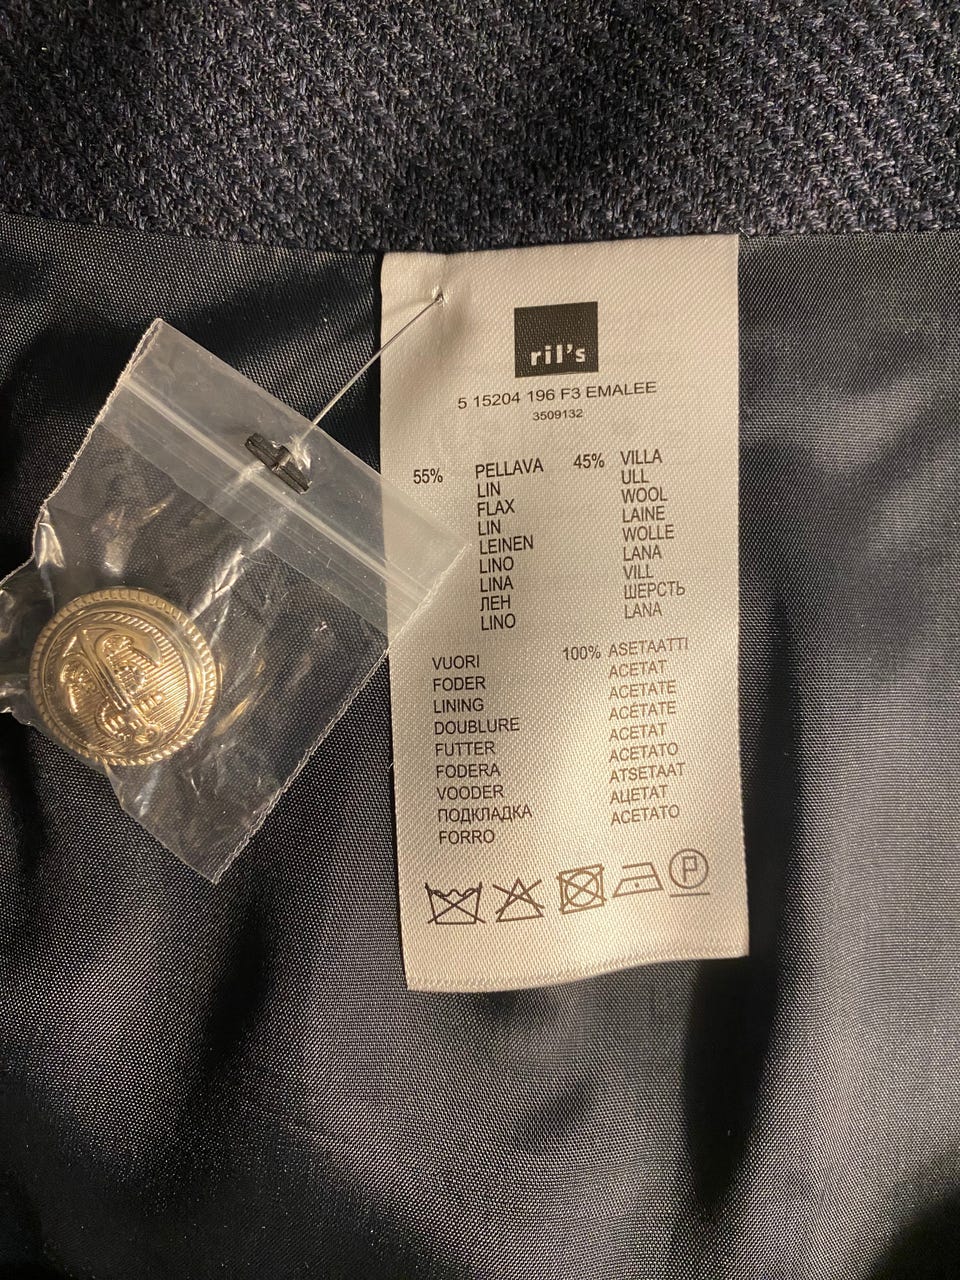 ril's
5 15204 196 F3 EMALEE
3509132
55% PELLAVA 45% VILLA
LIN ULL
FLAX WOOL
LIN LAINE
LEINEN WOLLE
LINO LANA
LINA VILL
ЛЕН ШЕРСТЬ
LINO LANA
VUORI 100% ASETAATTI
FODER ACETAT
LINING ACETATE
DOUBLURE ACÉTATE
FUTTER ACETAT
FODERA ACETATO
VOODER ATSETAAT
ПОДКЛАДКА АЦЕТАТ
FORRO ACETATO
P